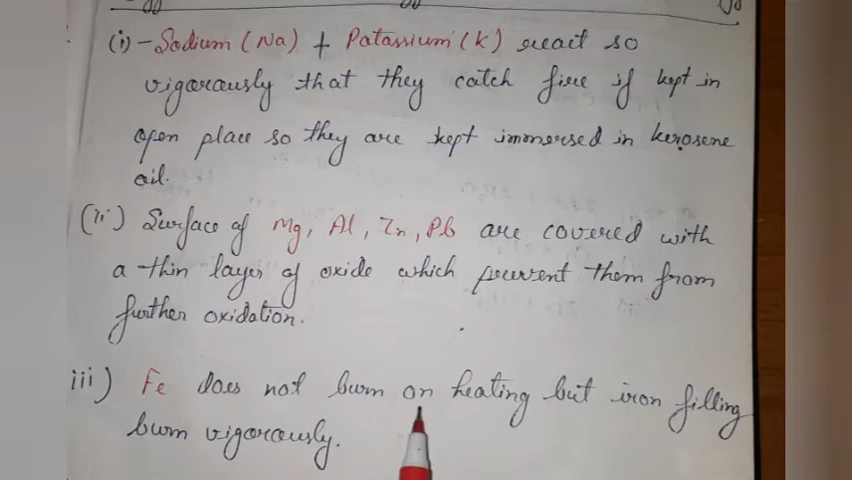 (i) - Sodium (Na) + Patassium (K) react so
vigorously that they catch fire if kept in
open place so they are kept immersed in kerosene
oil.
(ii) Surface of Mg, Al, Zn, Pb are covered with
a thin layer of oxide which prevent them from
further oxidation.
iii) Fe does not burn on heating but iron filling
burn vigorously.